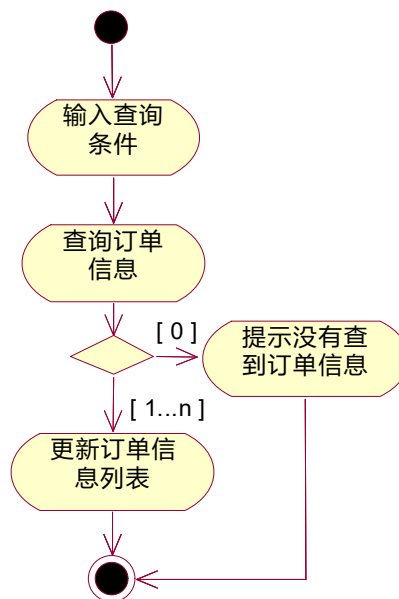 输入查询
条件
查询订单
信息
[ 0 ]
提示没有查
到订单信息
[ 1...n ]
更新订单信
息列表